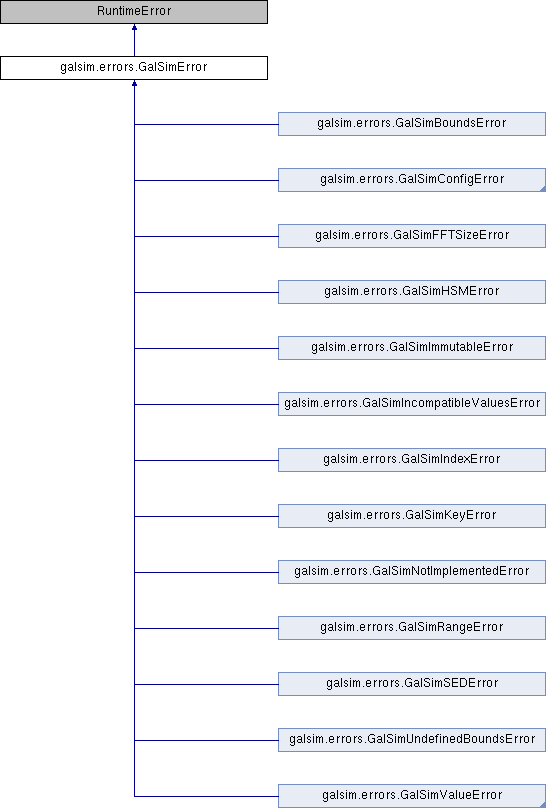 RuntimeError
galsim.errors.GalSimError
galsim.errors.GalSimBoundsError
galsim.errors.GalSimConfigError
galsim.errors.GalSimFFTSizeError
galsim.errors.GalSimHSMError
galsim.errors.GalSimImmutableError
galsim.errors.GalSimIncompatibleValuesError
galsim.errors.GalSimIndexError
galsim.errors.GalSimKeyError
galsim.errors.GalSimNotImplementedError
galsim.errors.GalSimRangeError
galsim.errors.GalSimSEDError
galsim.errors.GalSimUndefinedBoundsError
galsim.errors.GalSimValueError